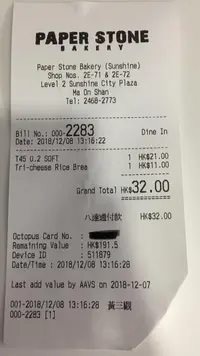 PAPER STONE
BAKERY
Paper Stone Bakery (Sunshine)
Shop Nos. 2E-71 & 2E-72
Level 2 Sunshine City Plaza
Ma On Shan
Tel: 2468-2773
Bill No.: 000-2283 Dine In
Date: 2018/12/08 13:16:22
T45 U.2 SOFT 1 HK$21.00
Tri-cheese Rice Brea 1 HK$11.00
Grand Total HK$32.00
八達通付款 HK$32.00
Octopus Card No. :
Remaining Value : HK$191.5
Device ID : 511879
Date/Time : 2018/12/08 13:16:28
Last add value by AAVS on 2018-12-07
001-2018/12/08 13:16:28 黃三
000-2283 [1]